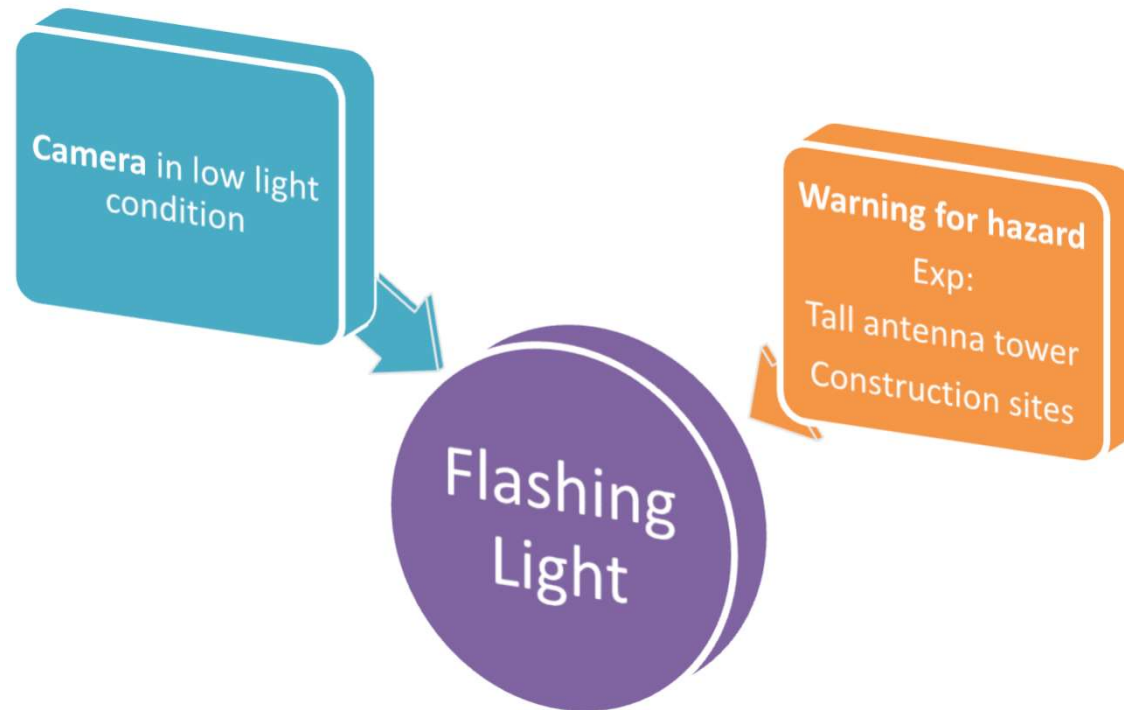 Camera in low light
condition
Warning for hazard
Exp:
Tall antenna tower
Construction sites
Flashing
Light